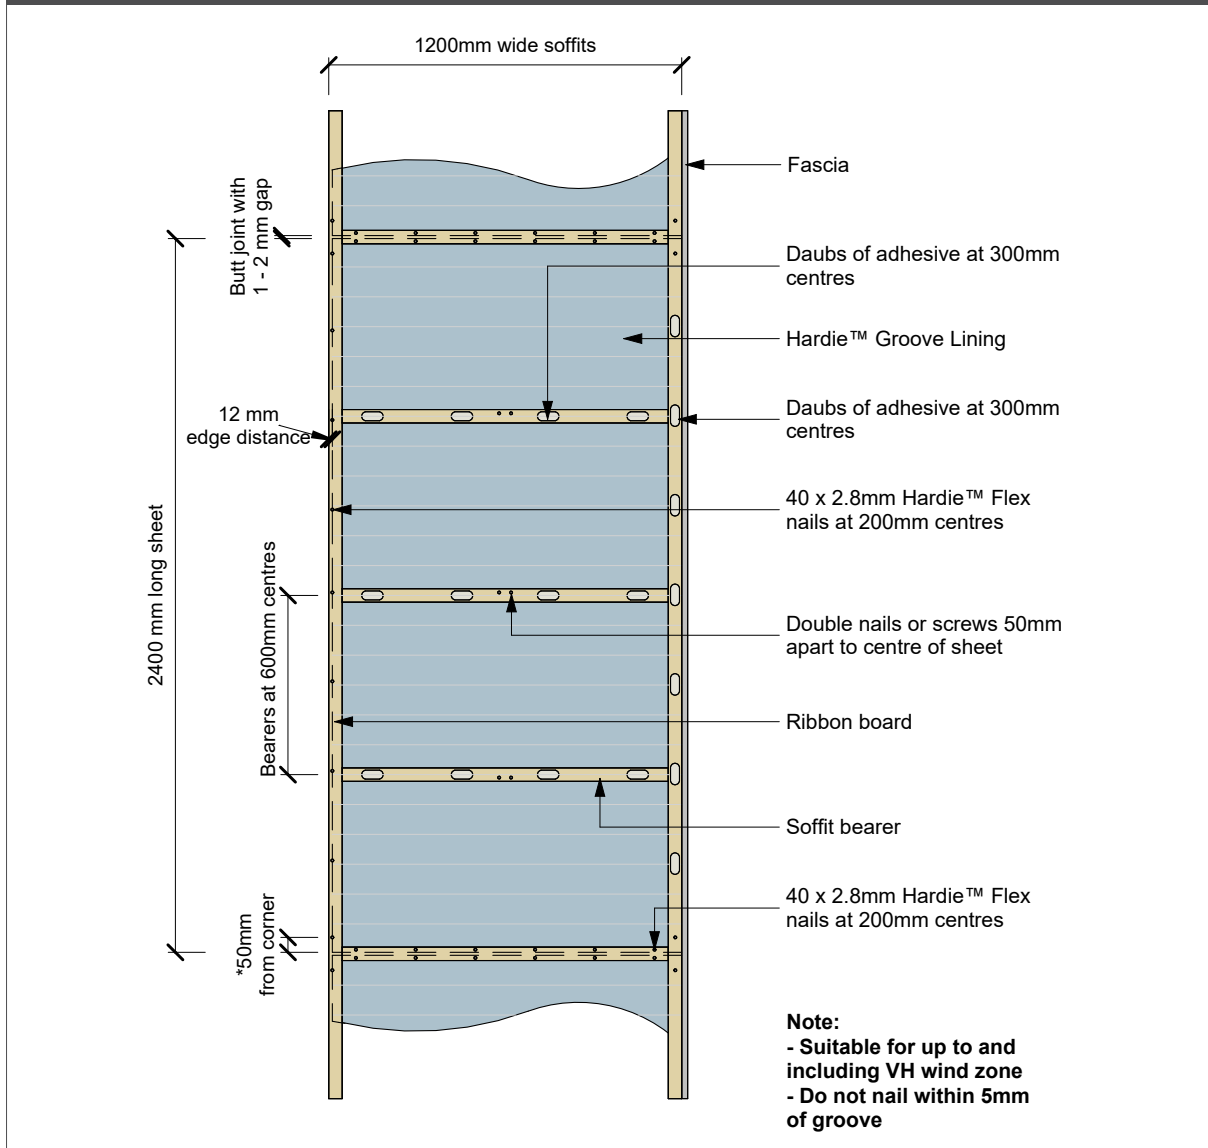 1200mm wide soffits
Fascia
Butt joint with
1 - 2 mm gap
Daubs of adhesive at 300mm
centres
Hardie™ Groove Lining
12 mm
edge distance
Daubs of adhesive at 300mm
centres
40 x 2.8mm Hardie™ Flex
nails at 200mm centres
2400 mm long sheet
Bearers at 600mm centres
Double nails or screws 50mm
apart to centre of sheet
Ribbon board
Soffit bearer
*50mm
from corner
40 x 2.8mm Hardie™ Flex
nails at 200mm centres
Note:
- Suitable for up to and
including VH wind zone
- Do not nail within 5mm
of groove